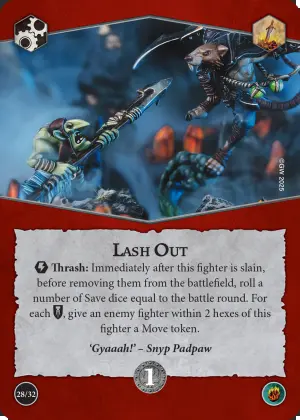 ©GW 2025
Lash Out
Thrash: Immediately after this fighter is slain,
before removing them from the battlefield, roll a
number of Save dice equal to the battle round. For
each , give an enemy fighter within 2 hexes of this
fighter a Move token.
‘Gyaaah!’ – Snyp Padpaw
28/32
1